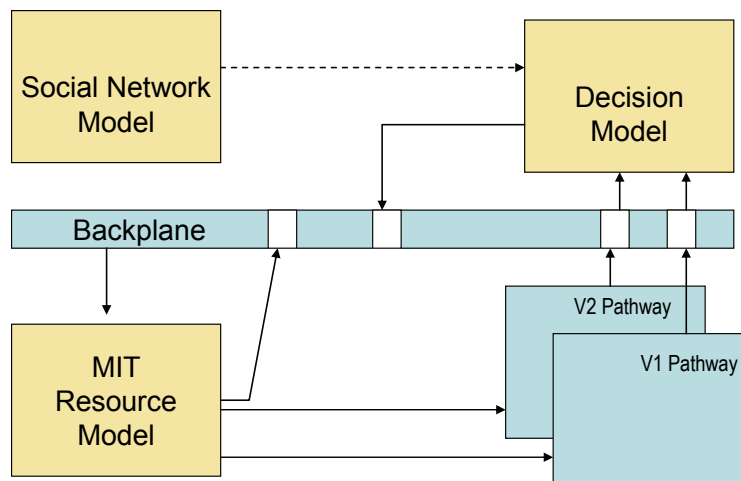 Social Network
Model
Decision
Model
Backplane
V2 Pathway
V1 Pathway
MIT
Resource
Model